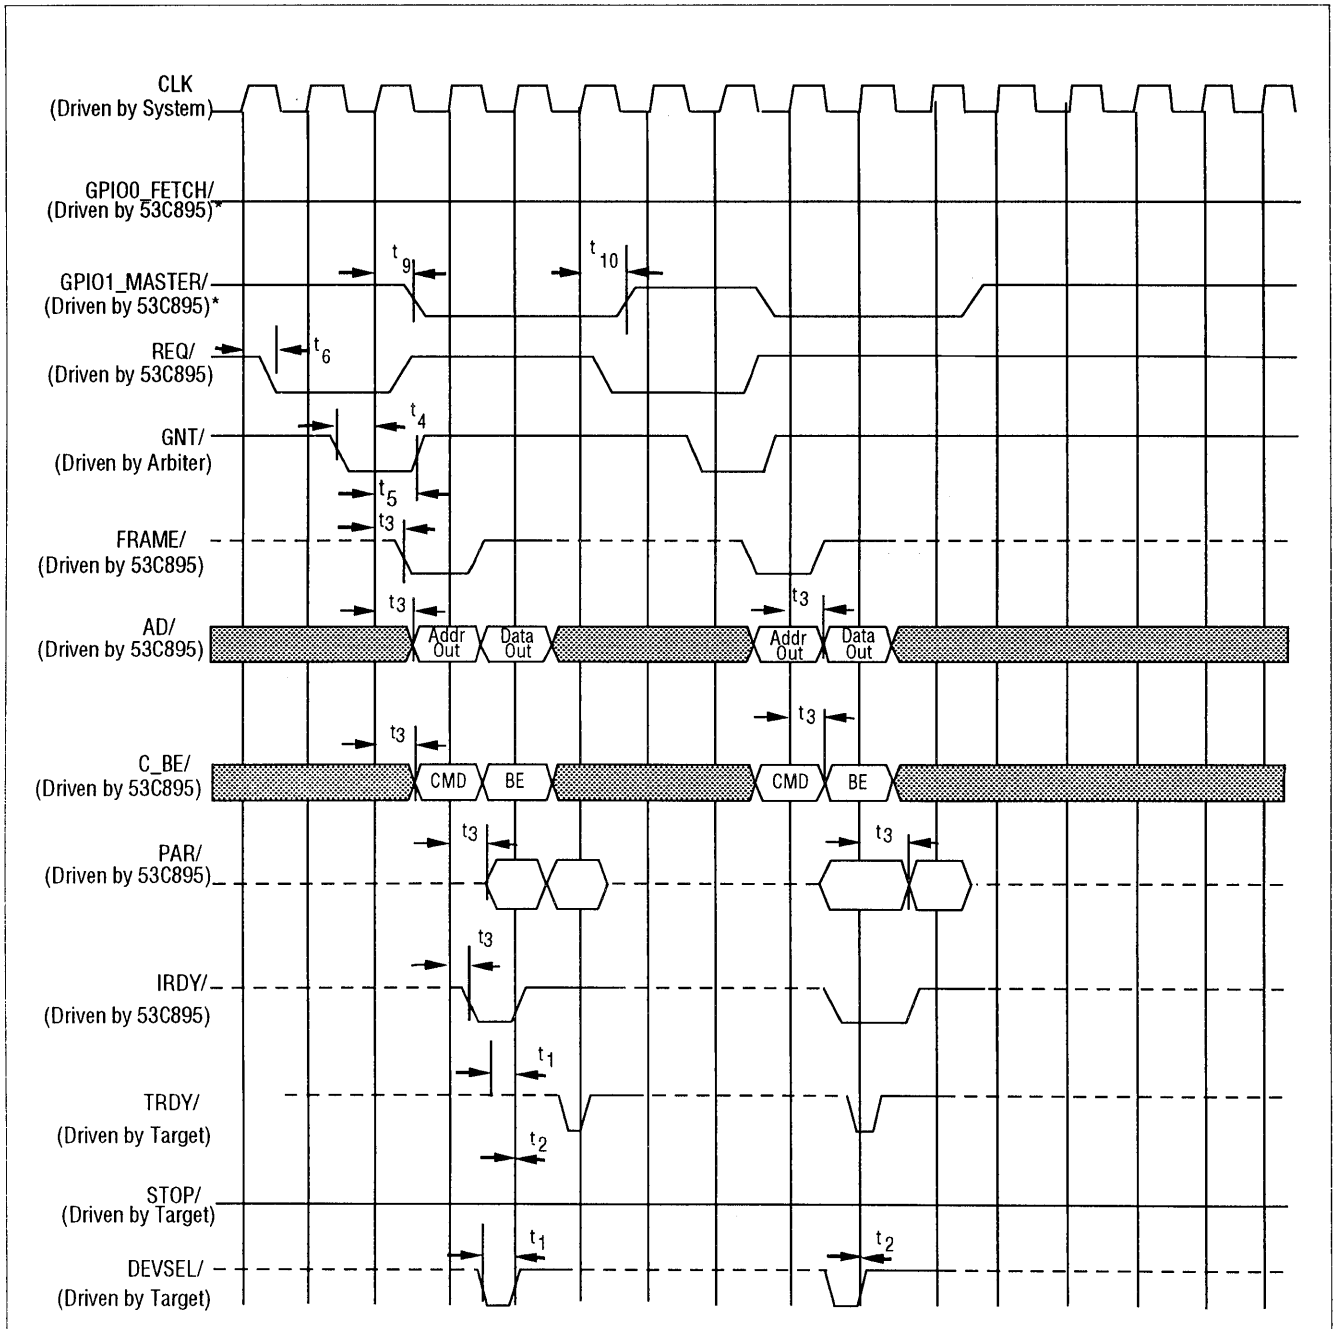 CLK
(Driven by System)
GPIO0_FETCH/
(Driven by 53C895)*
t9
t10
GPIO1_MASTER/
(Driven by 53C895)*
REQ/
t6
(Driven by 53C895)
t4
GNT/
(Driven by Arbiter)
t5
t3
FRAME/
(Driven by 53C895)
t3
t3
AD/
(Driven by 53C895)
Addr
Out
Data
Out
Addr
Out
Data
Out
t3
t3
C_BE/
(Driven by 53C895)
CMD
BE
CMD
BE
t3
t3
PAR/
(Driven by 53C895)
t3
IRDY/
(Driven by 53C895)
t1
TRDY/
(Driven by Target)
t2
STOP/
(Driven by Target)
t1
t2
DEVSEL/
(Driven by Target)